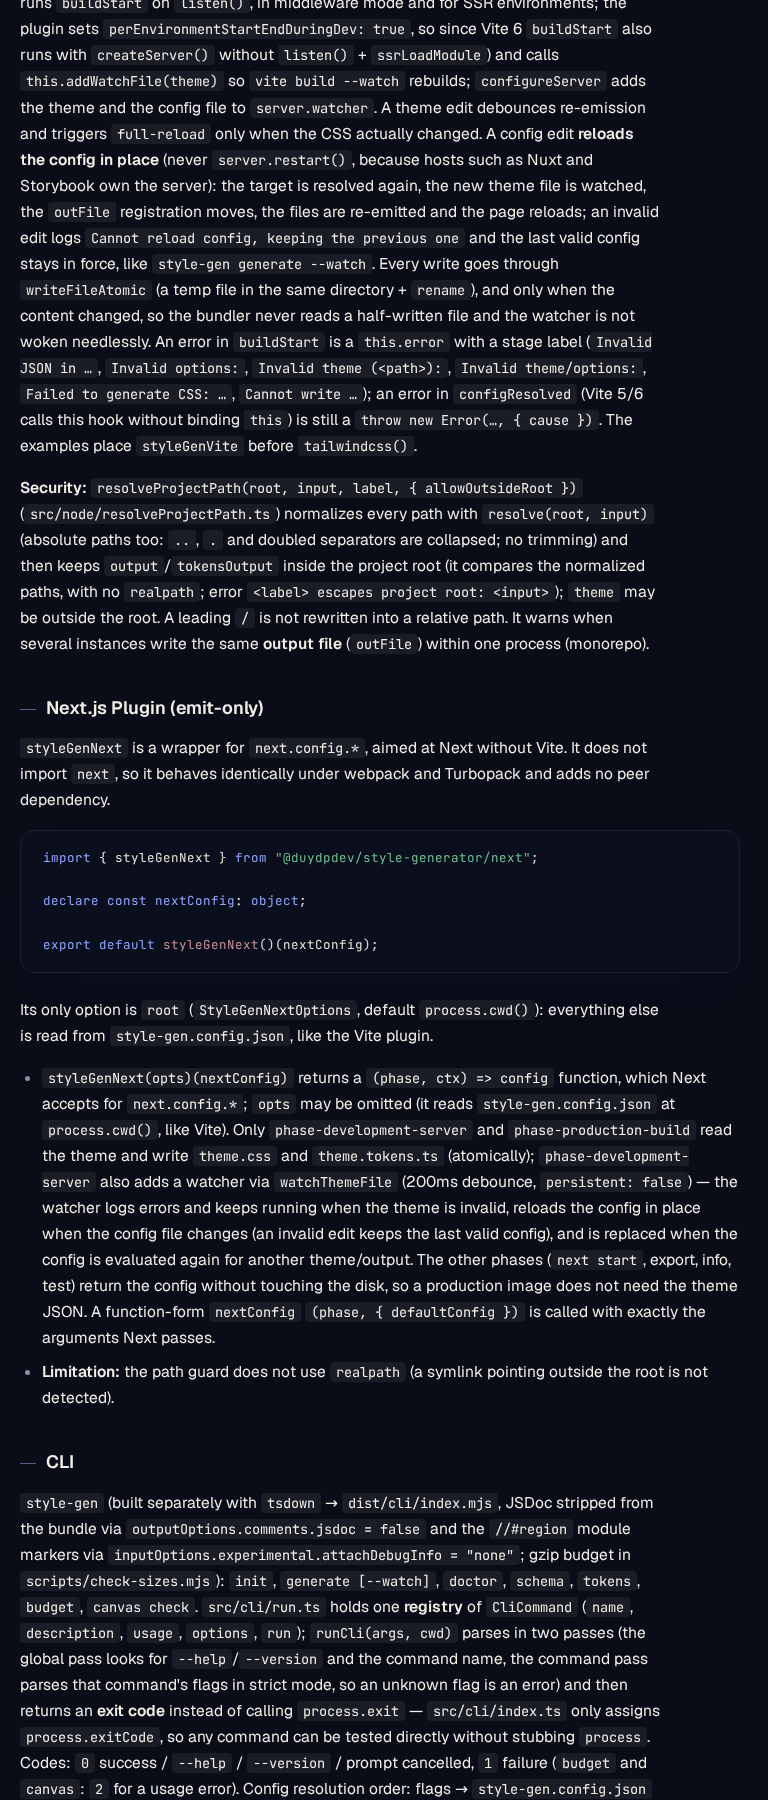 runs buildStart on listen(), in middleware mode and for SSR environments; the
plugin sets perEnvironmentStartEndDuringDev: true, so since Vite 6 buildStart also
runs with createServer() without listen() + ssrLoadModule) and calls
this.addWatchFile(theme) so vite build --watch rebuilds; configureServer adds
the theme and the config file to server.watcher. A theme edit debounces re-emission
and triggers full-reload only when the CSS actually changed. A config edit reloads
the config in place (never server.restart(), because hosts such as Nuxt and
Storybook own the server): the target is resolved again, the new theme file is watched,
the outFile registration moves, the files are re-emitted and the page reloads; an invalid
edit logs Cannot reload config, keeping the previous one and the last valid config
stays in force, like style-gen generate --watch. Every write goes through
writeFileAtomic (a temp file in the same directory + rename), and only when the
content changed, so the bundler never reads a half-written file and the watcher is not
woken needlessly. An error in buildStart is a this.error with a stage label (Invalid
JSON in …, Invalid options:, Invalid theme (<path>):, Invalid theme/options:,
Failed to generate CSS: …, Cannot write …); an error in configResolved (Vite 5/6
calls this hook without binding this) is still a throw new Error(…, { cause }). The
examples place styleGenVite before tailwindcss().
Security: resolveProjectPath(root, input, label, { allowOutsideRoot })
(src/node/resolveProjectPath.ts) normalizes every path with resolve(root, input)
(absolute paths too: .., . and doubled separators are collapsed; no trimming) and
then keeps output/tokensOutput inside the project root (it compares the normalized
paths, with no realpath; error <label> escapes project root: <input>); theme may
be outside the root. A leading / is not rewritten into a relative path. It warns when
several instances write the same output file (outFile) within one process (monorepo).
— Next.js Plugin (emit-only)
styleGenNext is a wrapper for next.config.*, aimed at Next without Vite. It does not
import next, so it behaves identically under webpack and Turbopack and adds no peer
dependency.
import { styleGenNext } from "@duydpdev/style-generator/next";
declare const nextConfig: object;
export default styleGenNext()(nextConfig);
Its only option is root (StyleGenNextOptions, default process.cwd()): everything else
is read from style-gen.config.json, like the Vite plugin.
• styleGenNext(opts)(nextConfig) returns a (phase, ctx) => config function, which Next
accepts for next.config.*; opts may be omitted (it reads style-gen.config.json at
process.cwd(), like Vite). Only phase-development-server and phase-production-build read
the theme and write theme.css and theme.tokens.ts (atomically); phase-development-
server also adds a watcher via watchThemeFile (200ms debounce, persistent: false) — the
watcher logs errors and keeps running when the theme is invalid, reloads the config in place
when the config file changes (an invalid edit keeps the last valid config), and is replaced when the
config is evaluated again for another theme/output. The other phases (next start, export, info,
test) return the config without touching the disk, so a production image does not need the theme
JSON. A function-form nextConfig (phase, { defaultConfig }) is called with exactly the
arguments Next passes.
• Limitation: the path guard does not use realpath (a symlink pointing outside the root is not
detected).
— CLI
style-gen (built separately with tsdown → dist/cli/index.mjs, JSDoc stripped from
the bundle via outputOptions.comments.jsdoc = false and the //#region module
markers via inputOptions.experimental.attachDebugInfo = "none"; gzip budget in
scripts/check-sizes.mjs): init, generate [--watch], doctor, schema, tokens,
budget, canvas check. src/cli/run.ts holds one registry of CliCommand (name,
description, usage, options, run); runCli(args, cwd) parses in two passes (the
global pass looks for --help/--version and the command name, the command pass
parses that command's flags in strict mode, so an unknown flag is an error) and then
returns an exit code instead of calling process.exit — src/cli/index.ts only assigns
process.exitCode, so any command can be tested directly without stubbing process.
Codes: 0 success / --help / --version / prompt cancelled, 1 failure (budget and
canvas: 2 for a usage error). Config resolution order: flags → style-gen.config.json